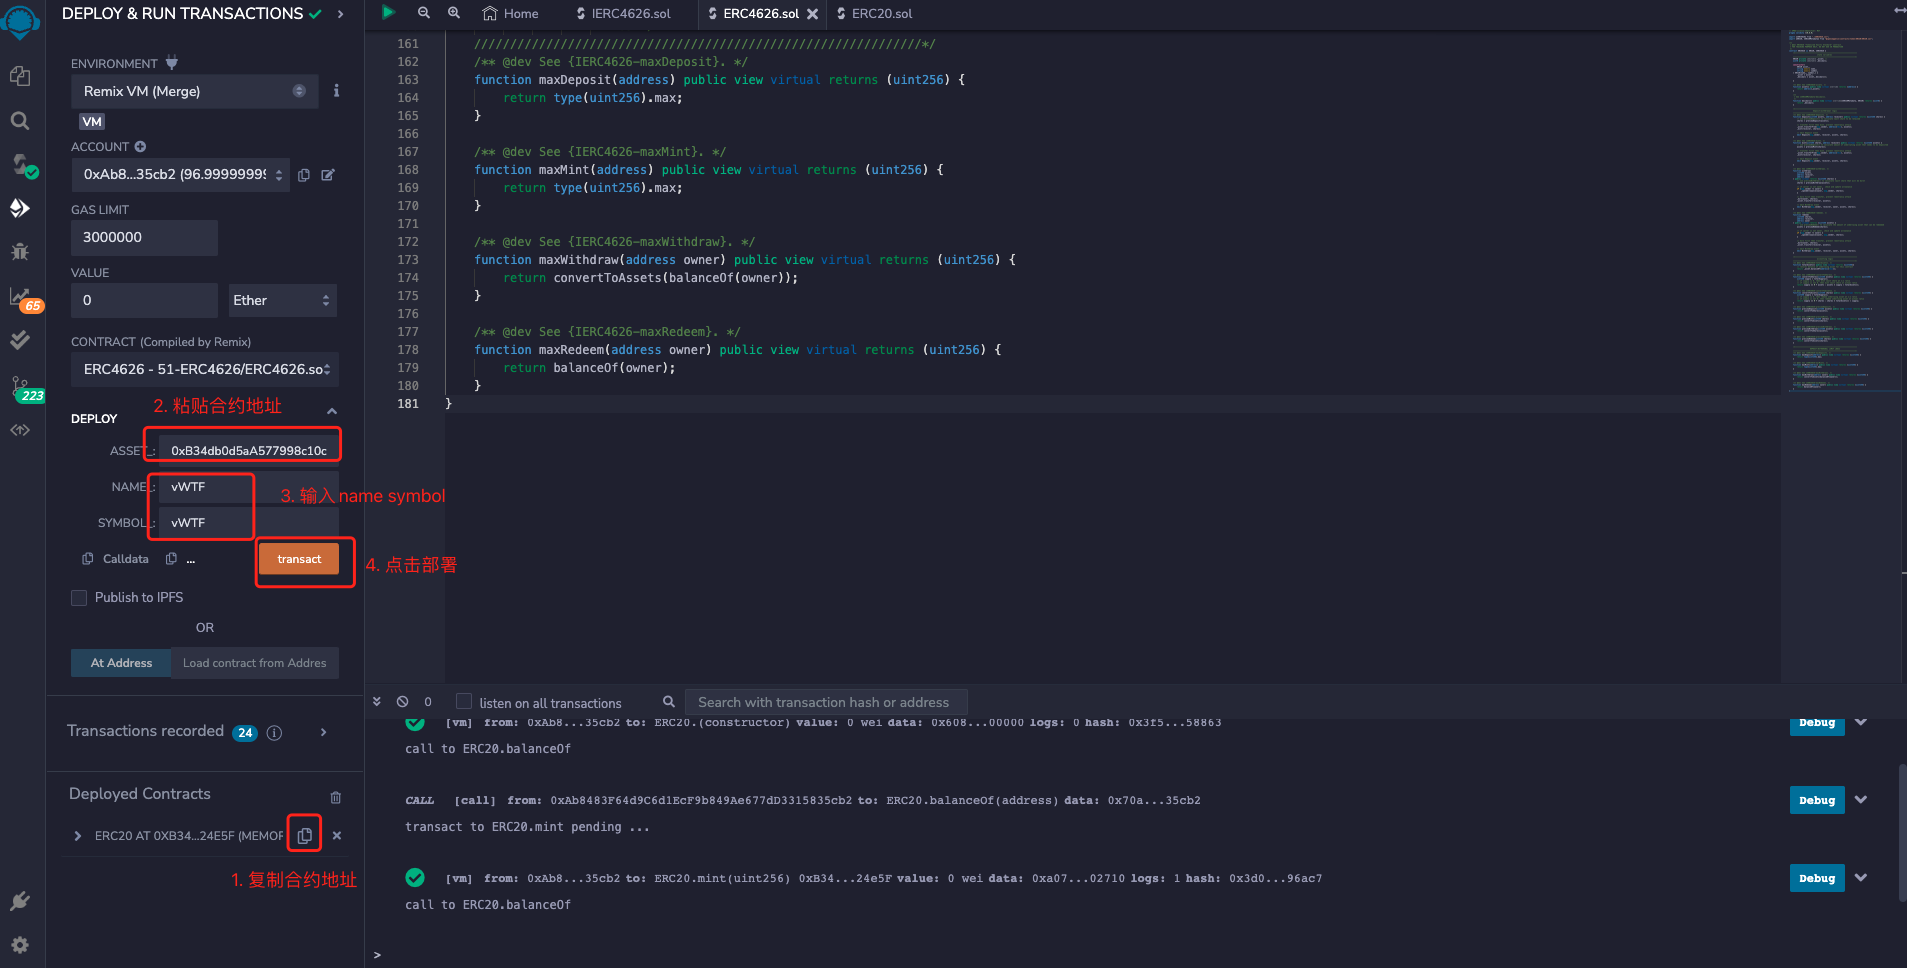 DEPLOY & RUN TRANSACTIONS
ENVIRONMENT
Remix VM (Merge)
VM
ACCOUNT
0xAb8...35cb2 (96.99999999
GAS LIMIT
3000000
VALUE
0
Ether
CONTRACT (Compiled by Remix)
ERC4626 - 51-ERC4626/ERC4626.so
2. 粘贴合约地址
DEPLOY
ASSET_:
0xB34db0d5aA577998c10c
NAME_:
vWTF
3. 输入 name symbol
SYMBOL_:
vWTF
Calldata
...
transact
4. 点击部署
Publish to IPFS
OR
At Address
Load contract from Addres
Transactions recorded 24
Deployed Contracts
ERC20 AT 0XB34...24E5F (MEMOR
1. 复制合约地址
65
223
Home
IERC4626.sol
ERC4626.sol
ERC20.sol
161 //////////////////////////////////////////////////////////////*/
162 /** @dev See {IERC4626-maxDeposit}. */
163 function maxDeposit(address) public view virtual returns (uint256) {
164 return type(uint256).max;
165 }
166
167 /** @dev See {IERC4626-maxMint}. */
168 function maxMint(address) public view virtual returns (uint256) {
169 return type(uint256).max;
170 }
171
172 /** @dev See {IERC4626-maxWithdraw}. */
173 function maxWithdraw(address owner) public view virtual returns (uint256) {
174 return convertToAssets(balanceOf(owner));
175 }
176
177 /** @dev See {IERC4626-maxRedeem}. */
178 function maxRedeem(address owner) public view virtual returns (uint256) {
179 return balanceOf(owner);
180 }
181 }
0
listen on all transactions
Search with transaction hash or address
[vm] from: 0xAb8...35cb2 to: ERC20.(constructor) value: 0 wei data: 0x608...00000 logs: 0 hash: 0x3f5...58863
Debug
call to ERC20.balanceOf
CALL [call] from: 0xAb8483F64d9C6d1EcF9b849Ae677dD3315835cb2 to: ERC20.balanceOf(address) data: 0x70a...35cb2
Debug
transact to ERC20.mint pending ...
[vm] from: 0xAb8...35cb2 to: ERC20.mint(uint256) 0xB34...24e5F value: 0 wei data: 0xa07...02710 logs: 1 hash: 0x3d0...96ac7
Debug
call to ERC20.balanceOf
>